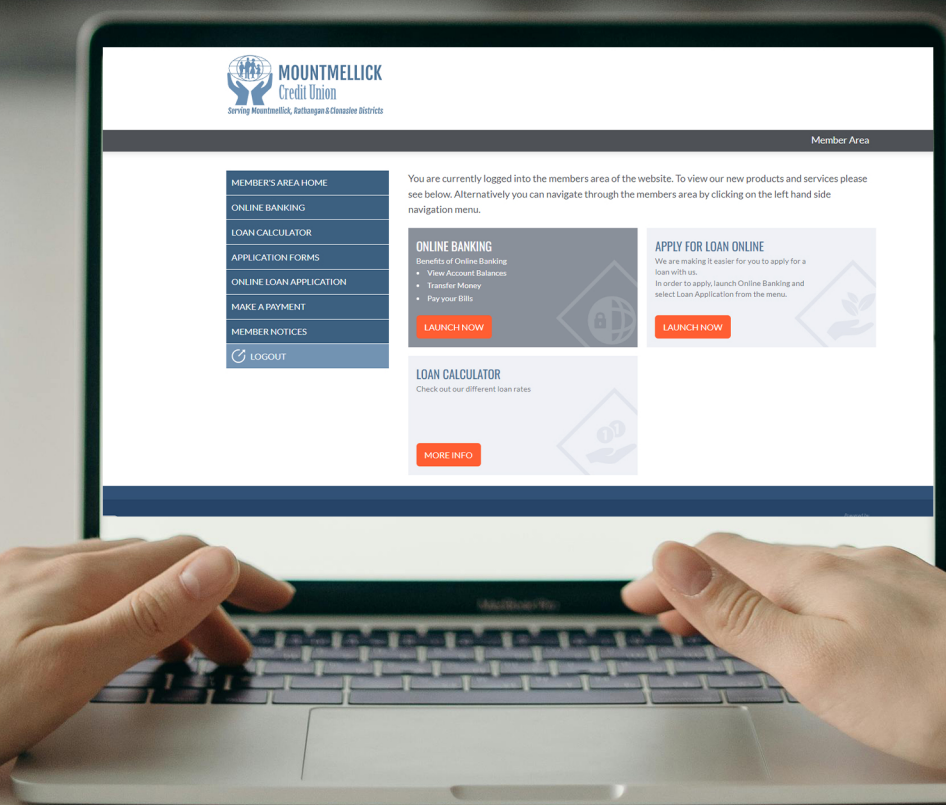 MOUNTMELLICK
Credit Union
Serving Mountmellick, Rathangan & Clonaslee Districts
Member Area
MEMBER'S AREA HOME
ONLINE BANKING
LOAN CALCULATOR
APPLICATION FORMS
ONLINE LOAN APPLICATION
MAKE A PAYMENT
MEMBER NOTICES
LOGOUT
You are currently logged into the members area of the website. To view our new products and services please
see below. Alternatively you can navigate through the members area by clicking on the left hand side
navigation menu.
ONLINE BANKING
Benefits of Online Banking
• View Account Balances
• Transfer Money
• Pay your Bills
LAUNCH NOW
APPLY FOR LOAN ONLINE
We are making it easier for you to apply for a
loan with us.
In order to apply, launch Online Banking and
select Loan Application from the menu.
LAUNCH NOW
LOAN CALCULATOR
Check out our different loan rates
MORE INFO
MacBook Pro